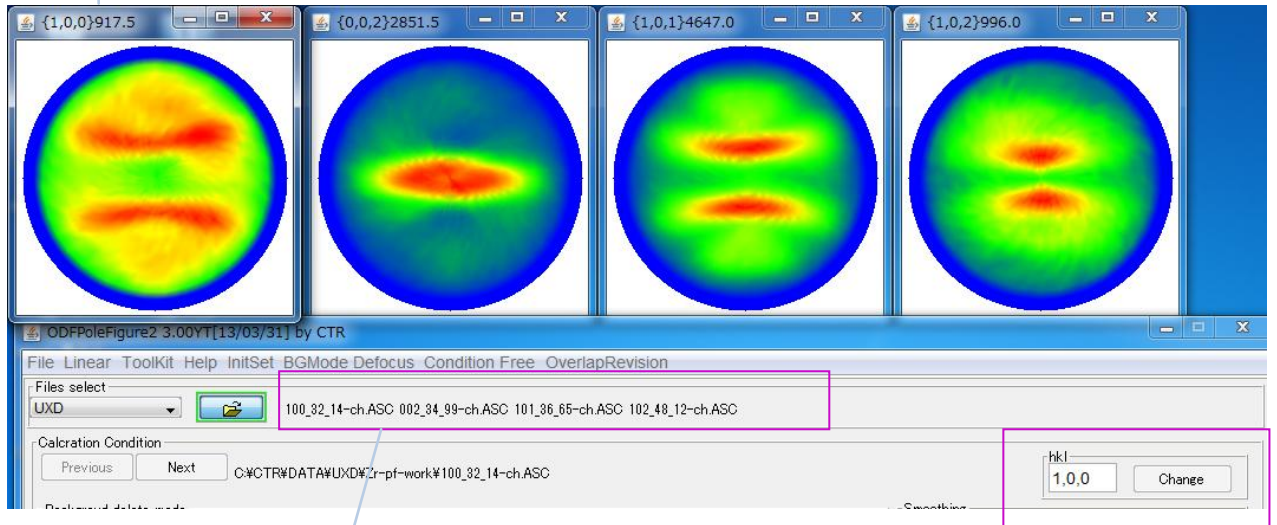 {1,0,0}917.5
{0,0,2}2851.5
{1,0,1}4647.0
{1,0,2}996.0
ODFPoleFigure2 3.00YT[13/03/31] by CTR
File Linear ToolKit Help InitSet BGMode Defocus Condition Free OverlapRevision
Files select
UXD
100_32_14-ch.ASC 002_34_99-ch.ASC 101_36_65-ch.ASC 102_48_12-ch.ASC
Calcration Condition
Previous Next C:¥CTR¥DATA¥UXD¥Zr-pf-work¥100_32_14-ch.ASC
hkl
1,0,0 Change